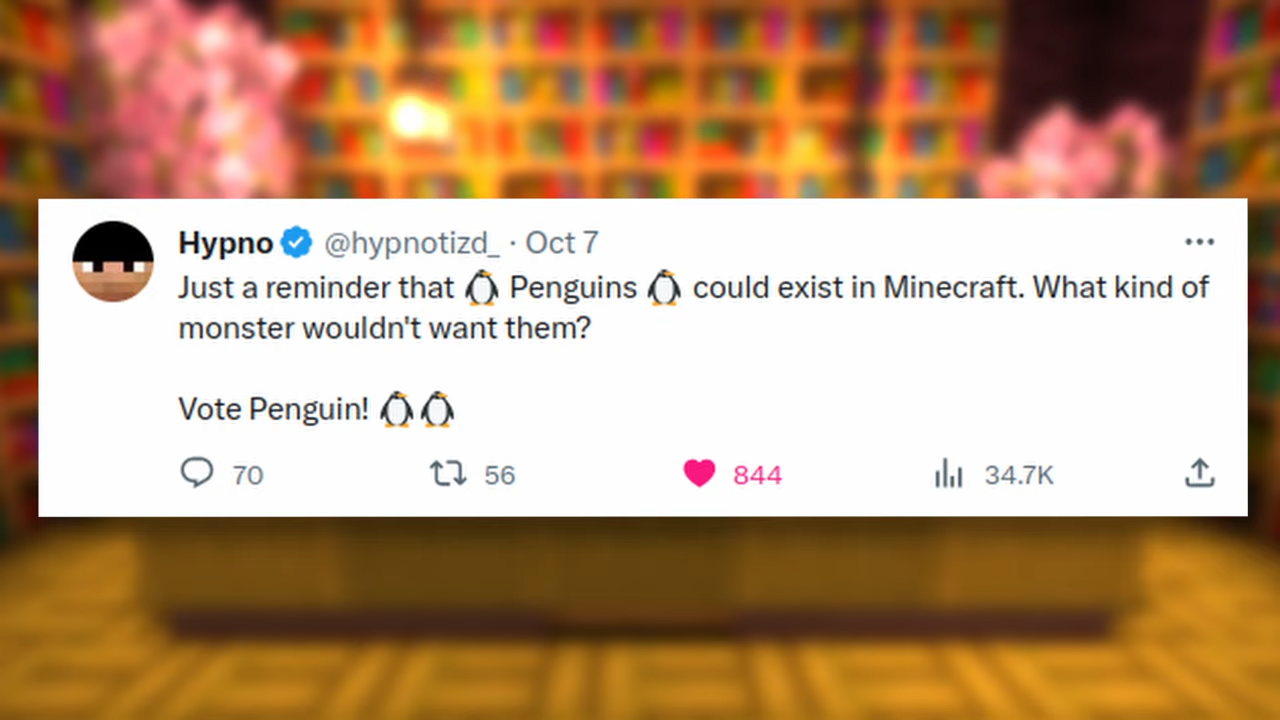 Hypno @hypnotizd_ · Oct 7
Just a reminder that 🐧 Penguins 🐧 could exist in Minecraft. What kind of
monster wouldn't want them?
Vote Penguin! 🐧🐧
70 56 844 34.7K